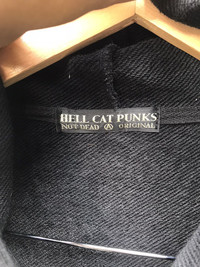 HELL CAT PUNKS
NOT DEAD Ⓐ ORIGINAL